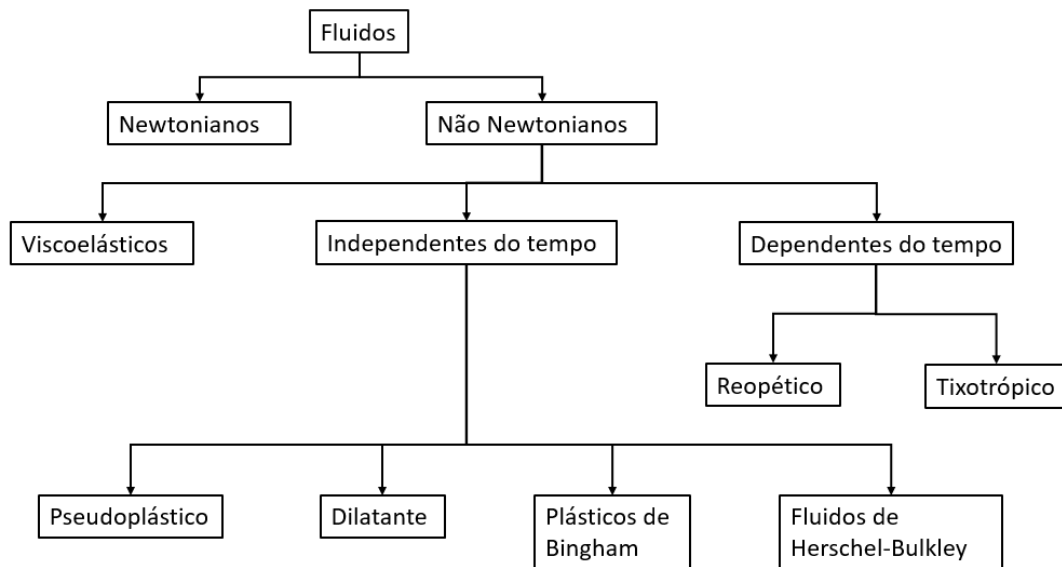 Fluidos
Newtonianos
Não Newtonianos
Viscoelásticos
Independentes do tempo
Dependentes do tempo
Reopético
Tixotrópico
Pseudoplástico
Dilatante
Plásticos de
Bingham
Fluidos de
Herschel-Bulkley